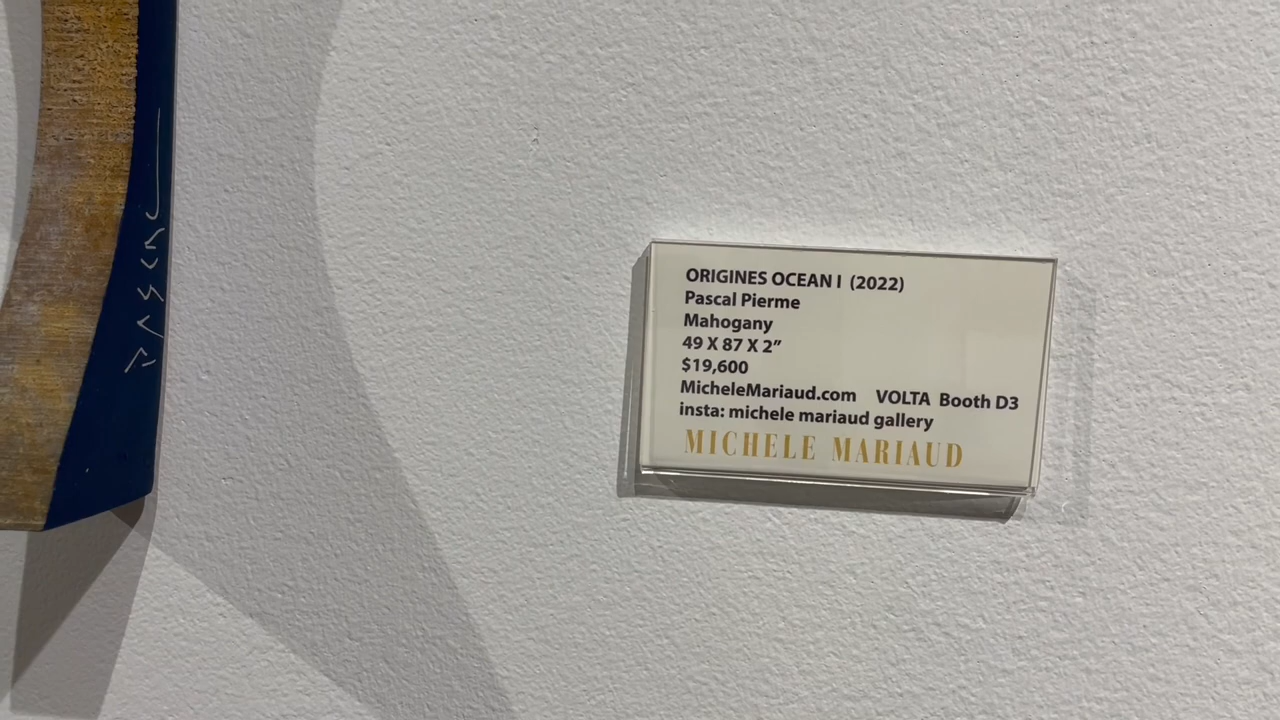 ORIGINES OCEAN I (2022)
Pascal Pierme
Mahogany
49 X 87 X 2”
$19,600
MicheleMariaud.com VOLTA Booth D3
insta: michele mariaud gallery
MICHELE MARIAUD